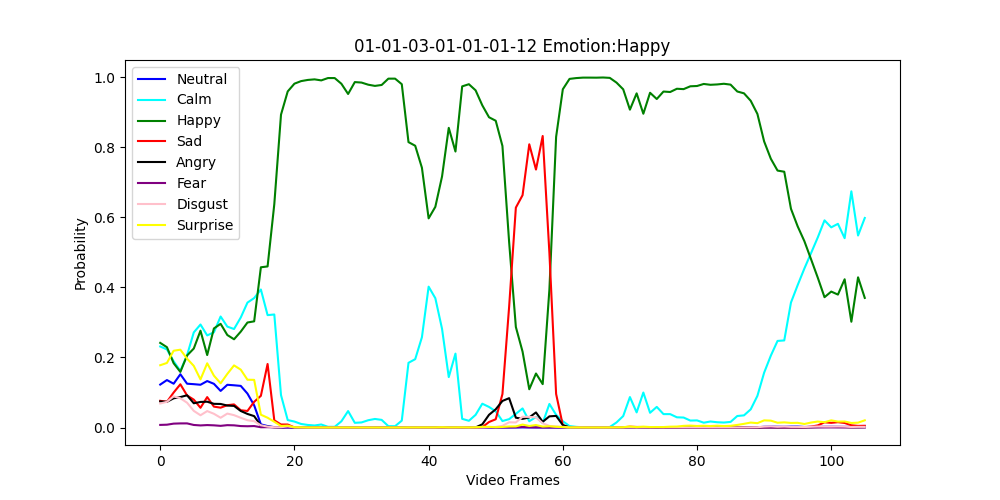 01-01-03-01-01-01-12 Emotion:Happy
1.0
0.8
0.6
0.4
0.2
0.0
Probability
Neutral
Calm
Happy
Sad
Angry
Fear
Disgust
Surprise
0 20 40 60 80 100
Video Frames